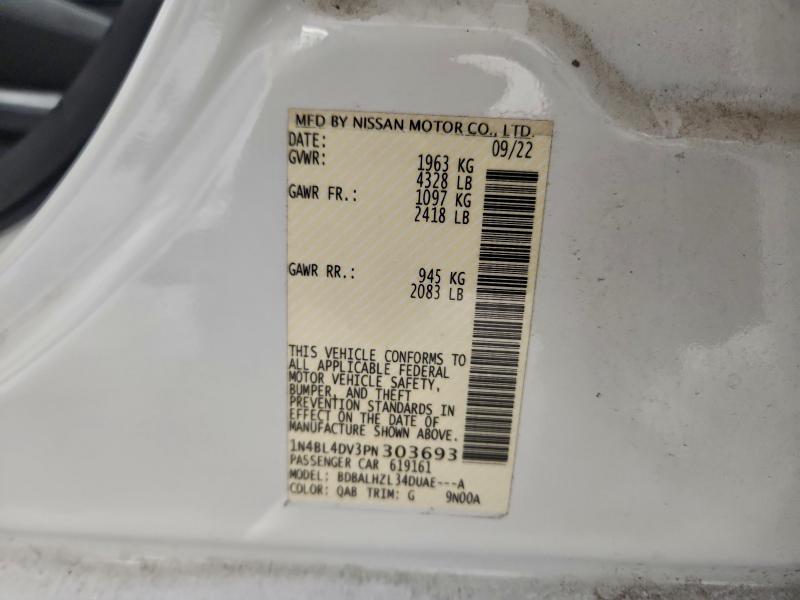 MFD BY NISSAN MOTOR CO., LTD.
DATE: 09/22
GVWR: 1963 KG
4328 LB
GAWR FR.: 1097 KG
2418 LB
GAWR RR.: 945 KG
2083 LB
THIS VEHICLE CONFORMS TO
ALL APPLICABLE FEDERAL
MOTOR VEHICLE SAFETY,
BUMPER, AND THEFT
PREVENTION STANDARDS IN
EFFECT ON THE DATE OF
MANUFACTURE SHOWN ABOVE.
1N4BL4DV3PN303693
PASSENGER CAR 619161
MODEL: BDBALHZL34DUAE---A
COLOR: QAB TRIM: G 9N00A